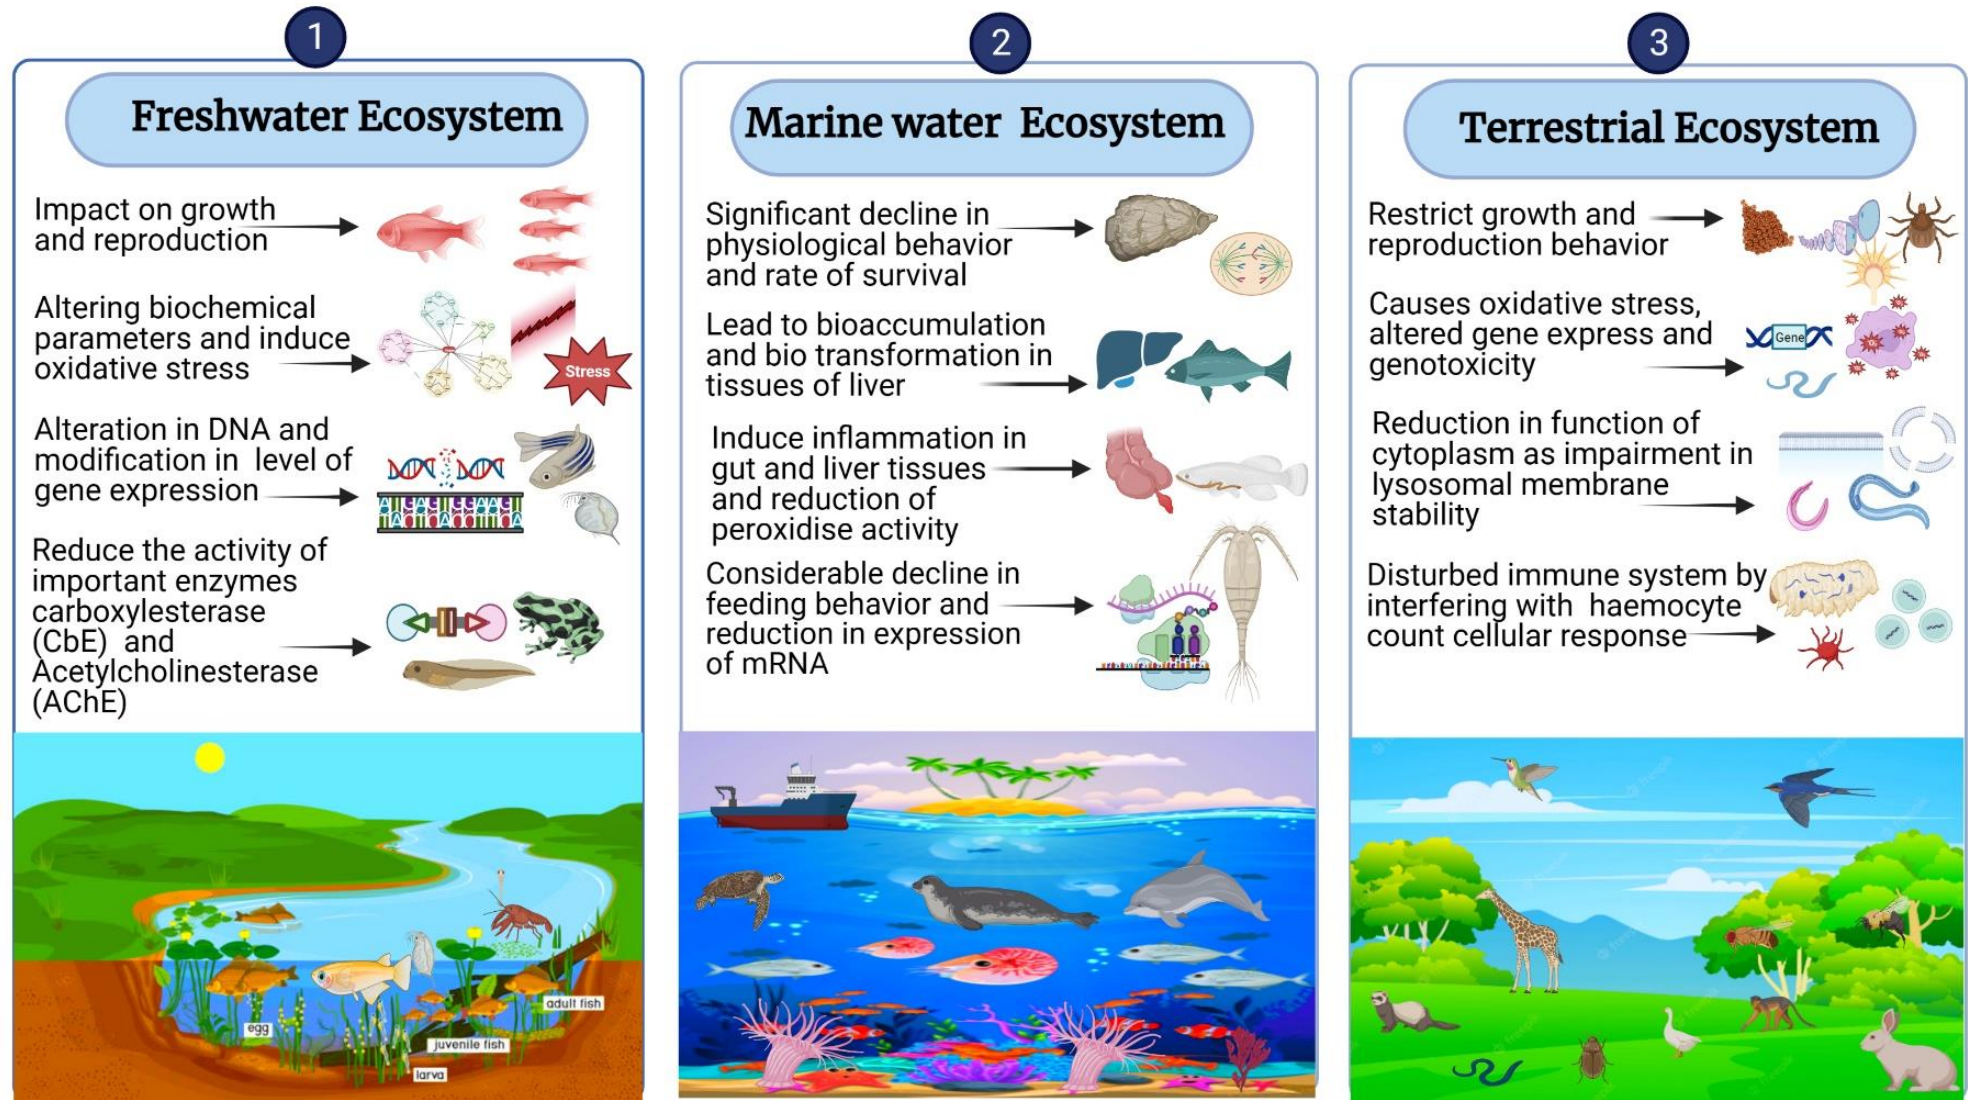 1
Freshwater Ecosystem
Impact on growth
and reproduction
Altering biochemical
parameters and induce
oxidative stress
Stress
Alteration in DNA and
modification in level of
gene expression
Reduce the activity of
important enzymes
carboxylesterase
(CbE) and
Acetylcholinesterase
(AChE)
adult fish
egg
juvenile fish
larva
2
Marine water Ecosystem
Significant decline in
physiological behavior
and rate of survival
Lead to bioaccumulation
and bio transformation in
tissues of liver
Induce inflammation in
gut and liver tissues
and reduction of
peroxidise activity
Considerable decline in
feeding behavior and
reduction in expression
of mRNA
3
Terrestrial Ecosystem
Restrict growth and
reproduction behavior
Causes oxidative stress,
altered gene express and
genotoxicity
Gene
Reduction in function of
cytoplasm as impairment in
lysosomal membrane
stability
Disturbed immune system by
interfering with haemocyte
count cellular response